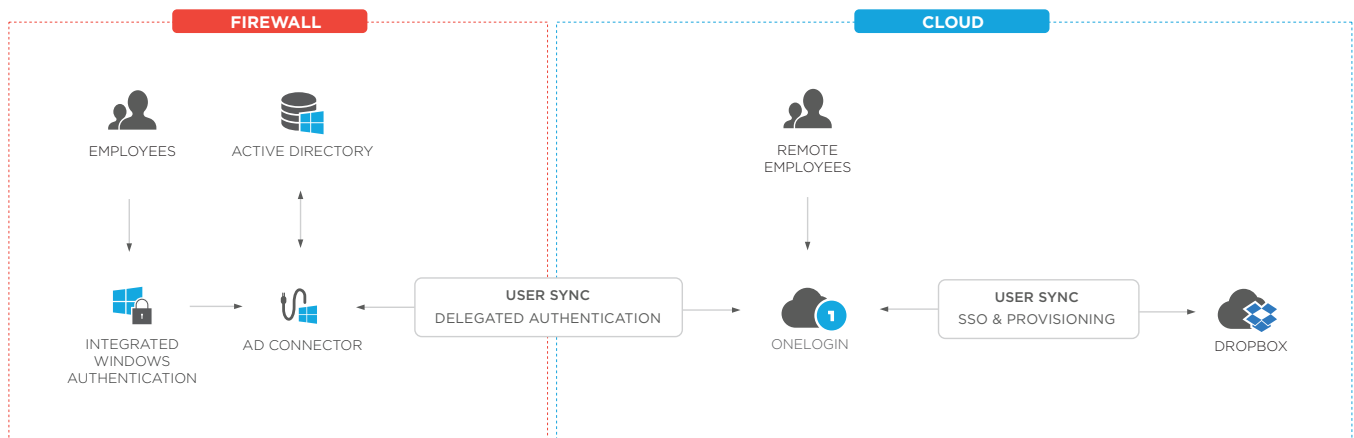 FIREWALL
CLOUD
EMPLOYEES
ACTIVE DIRECTORY
REMOTE
EMPLOYEES
USER SYNC
DELEGATED AUTHENTICATION
USER SYNC
SSO & PROVISIONING
INTEGRATED
WINDOWS
AUTHENTICATION
AD CONNECTOR
1
ONELOGIN
DROPBOX